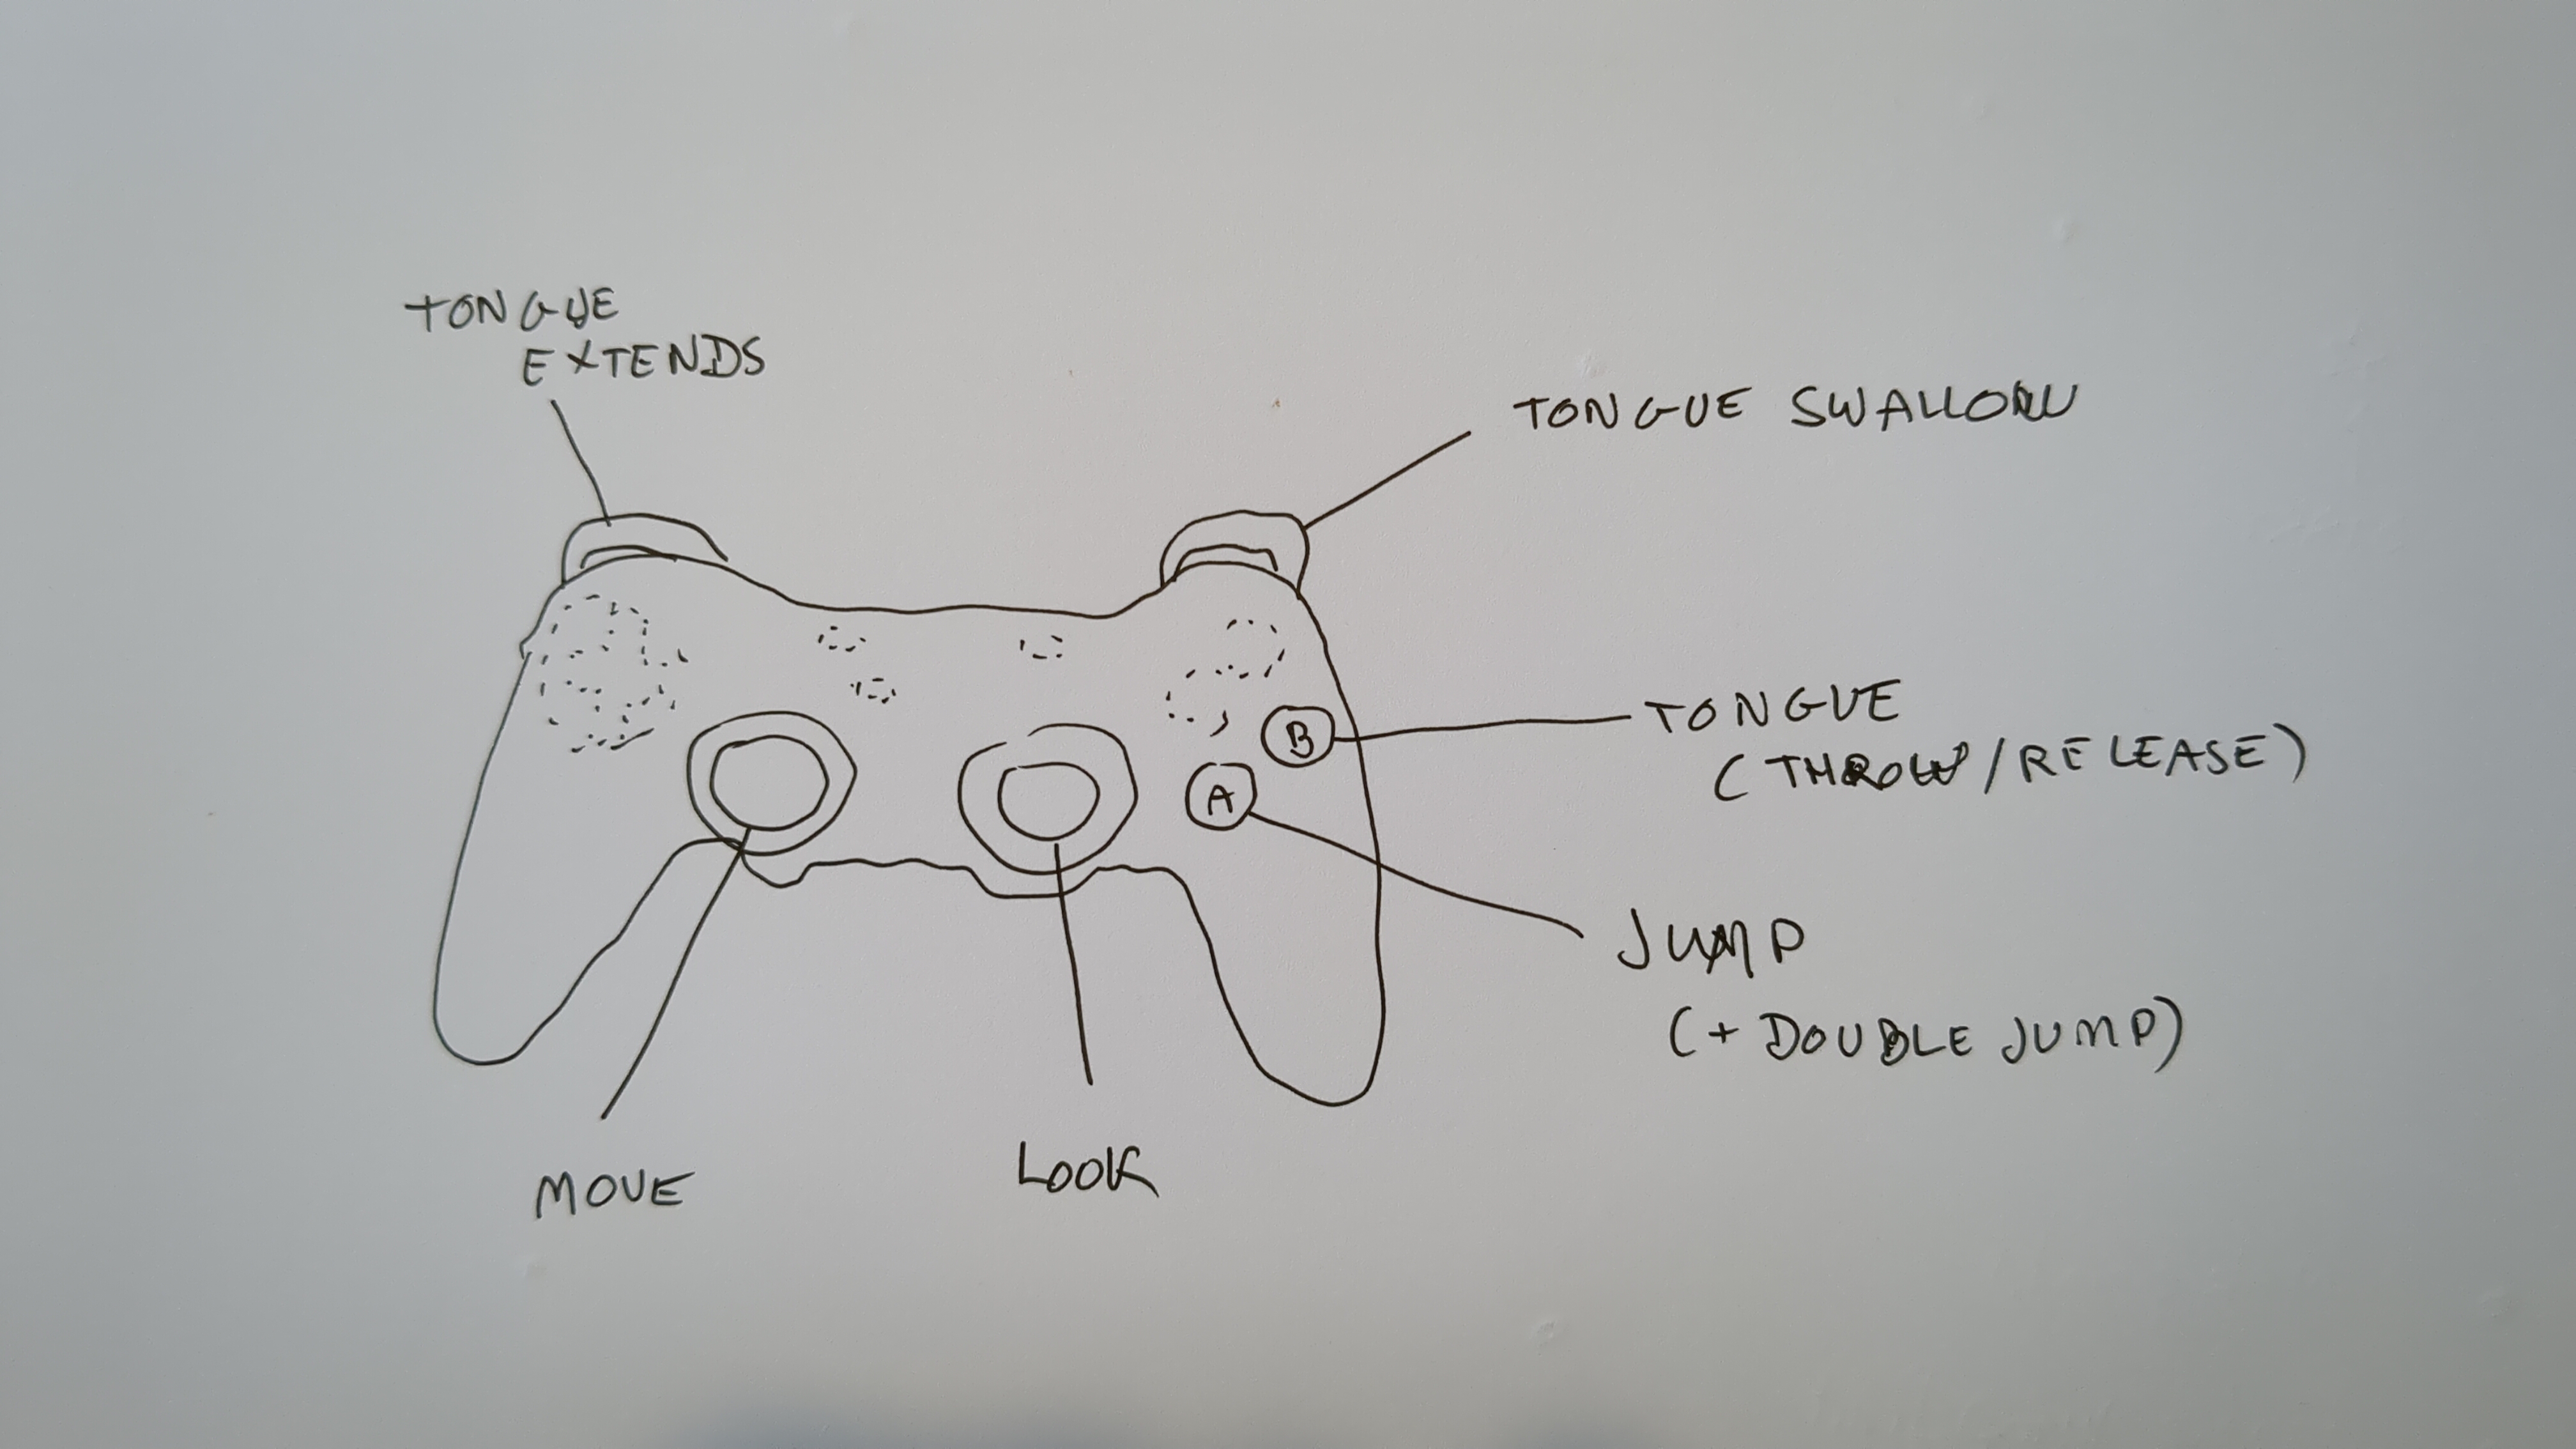 TONGUE
EXTENDS
TONGUE SWALLOW
TONGUE
(THROW/RELEASE)
B
A
JUMP
(+ DOUBLE JUMP)
MOVE
LOOK